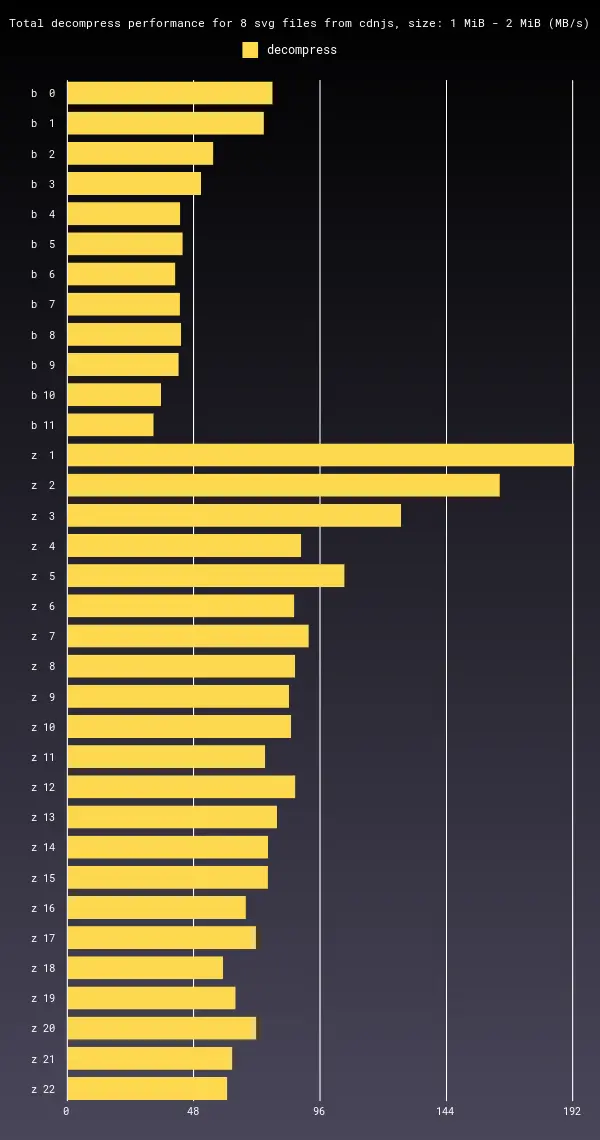 Total decompress performance for 8 svg files from cdnjs, size: 1 MiB - 2 MiB (MB/s)
decompress
b 0
b 1
b 2
b 3
b 4
b 5
b 6
b 7
b 8
b 9
b 10
b 11
z 1
z 2
z 3
z 4
z 5
z 6
z 7
z 8
z 9
z 10
z 11
z 12
z 13
z 14
z 15
z 16
z 17
z 18
z 19
z 20
z 21
z 22
0 48 96 144 192